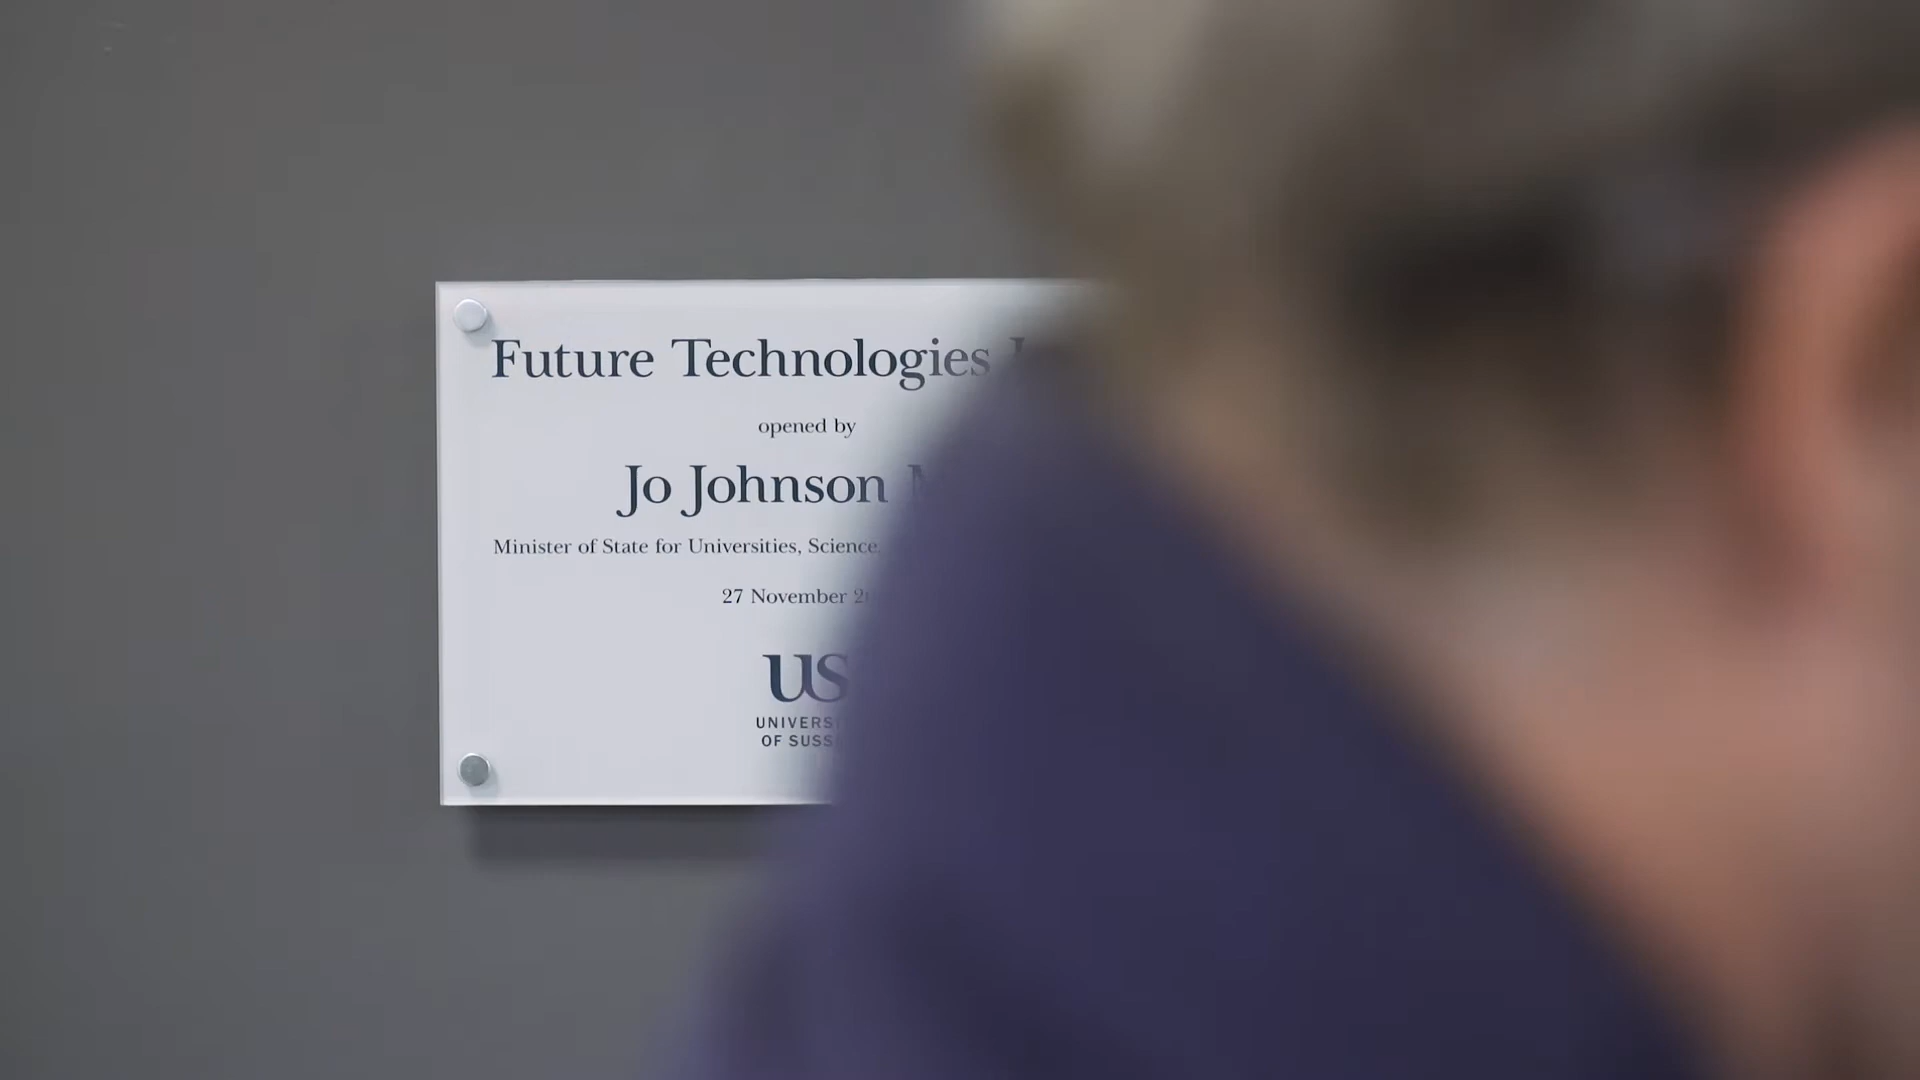 Future Technologies
opened by
Jo Johnson
Minister of State for Universities, Science,
27 November
US
UNIVERS
OF SUSS